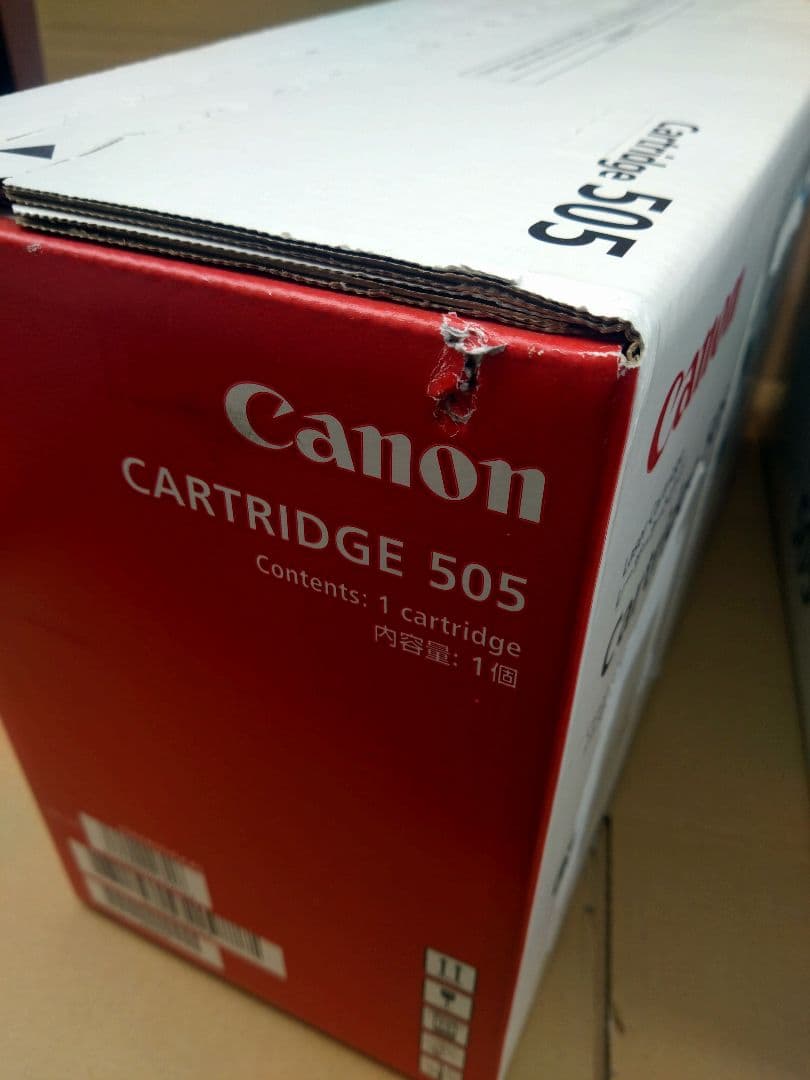 Cartridge 505
Canon
CARTRIDGE 505
Contents: 1 cartridge
内容量: 1個
Canon